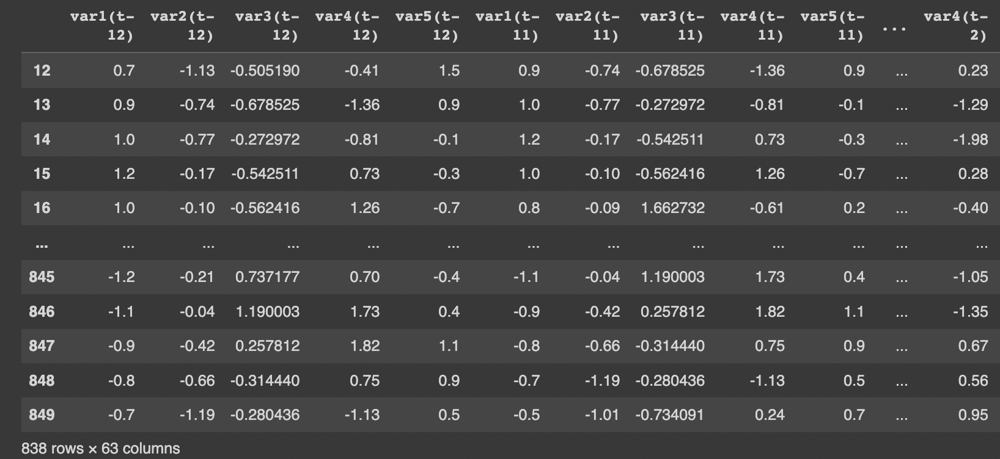 var1(t- var2(t- var3(t- var4(t- var5(t- var1(t- var2(t- var3(t- var4(t- var5(t- ... var4(t-
12) 12) 12) 12) 12) 11) 11) 11) 11) 11) 2)
12 0.7 -1.13 -0.505190 -0.41 1.5 0.9 -0.74 -0.678525 -1.36 0.9 ... 0.23
13 0.9 -0.74 -0.678525 -1.36 0.9 1.0 -0.77 -0.272972 -0.81 -0.1 ... -1.29
14 1.0 -0.77 -0.272972 -0.81 -0.1 1.2 -0.17 -0.542511 0.73 -0.3 ... -1.98
15 1.2 -0.17 -0.542511 0.73 -0.3 1.0 -0.10 -0.562416 1.26 -0.7 ... 0.28
16 1.0 -0.10 -0.562416 1.26 -0.7 0.8 -0.09 1.662732 -0.61 0.2 ... -0.40
... ... ... ... ... ... ... ... ... ... ... ... ...
845 -1.2 -0.21 0.737177 0.70 -0.4 -1.1 -0.04 1.190003 1.73 0.4 ... -1.05
846 -1.1 -0.04 1.190003 1.73 0.4 -0.9 -0.42 0.257812 1.82 1.1 ... -1.35
847 -0.9 -0.42 0.257812 1.82 1.1 -0.8 -0.66 -0.314440 0.75 0.9 ... 0.67
848 -0.8 -0.66 -0.314440 0.75 0.9 -0.7 -1.19 -0.280436 -1.13 0.5 ... 0.56
849 -0.7 -1.19 -0.280436 -1.13 0.5 -0.5 -1.01 -0.734091 0.24 0.7 ... 0.95
838 rows × 63 columns